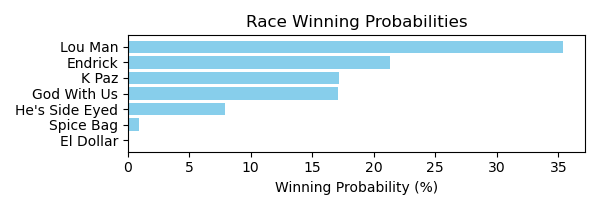 Race Winning Probabilities
Lou Man
Endrick
K Paz
God With Us
He's Side Eyed
Spice Bag
El Dollar
0 5 10 15 20 25 30 35
Winning Probability (%)